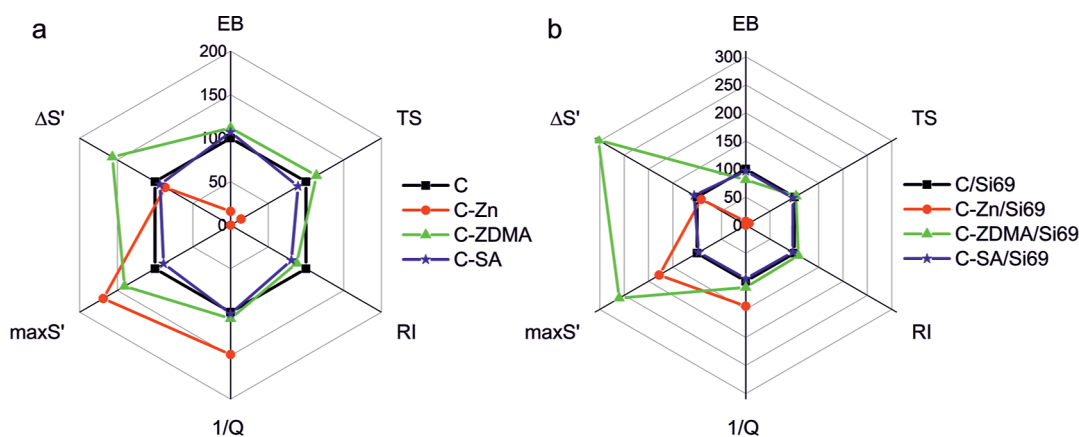 a
EB
200
150
100
50
0
TS
RI
1/Q
maxS'
ΔS'
C
C-Zn
C-ZDMA
C-SA
b
EB
300
250
200
150
100
50
0
TS
RI
1/Q
maxS'
ΔS'
C/Si69
C-Zn/Si69
C-ZDMA/Si69
C-SA/Si69